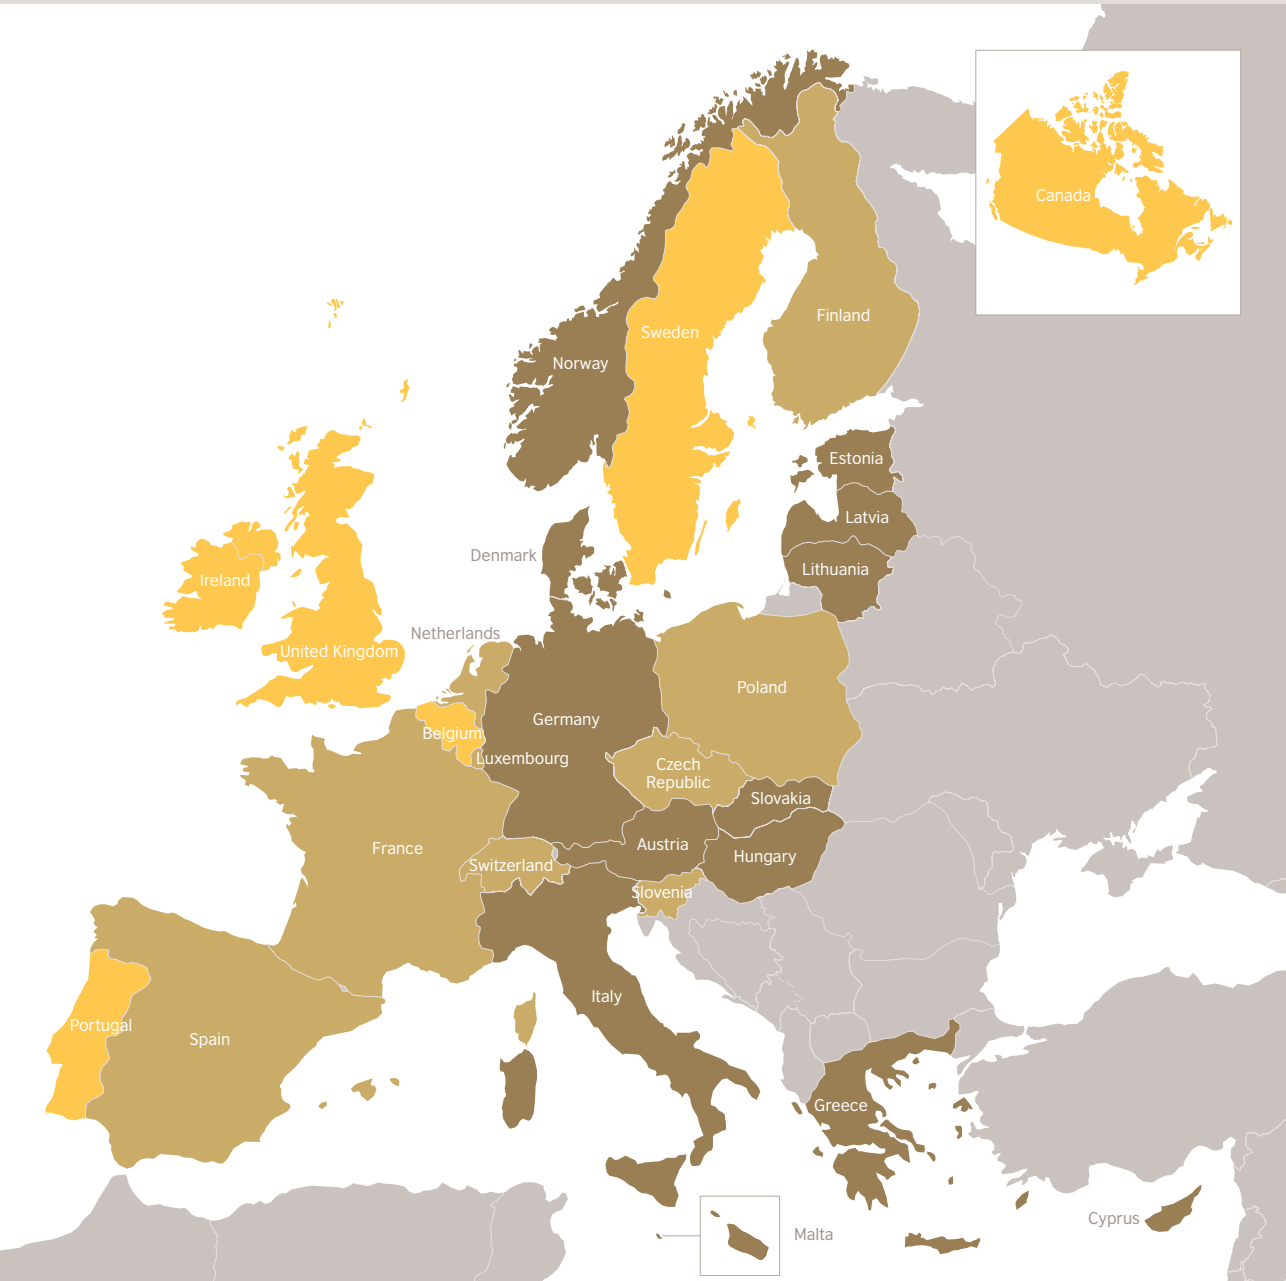 Canada
Finland
Sweden
Norway
Estonia
Latvia
Denmark
Lithuania
Ireland
Netherlands
United Kingdom
Poland
Germany
Belgium
Luxembourg
Czech
Republic
Slovakia
France
Austria
Hungary
Switzerland
Slovenia
Italy
Portugal
Spain
Greece
Cyprus
Malta